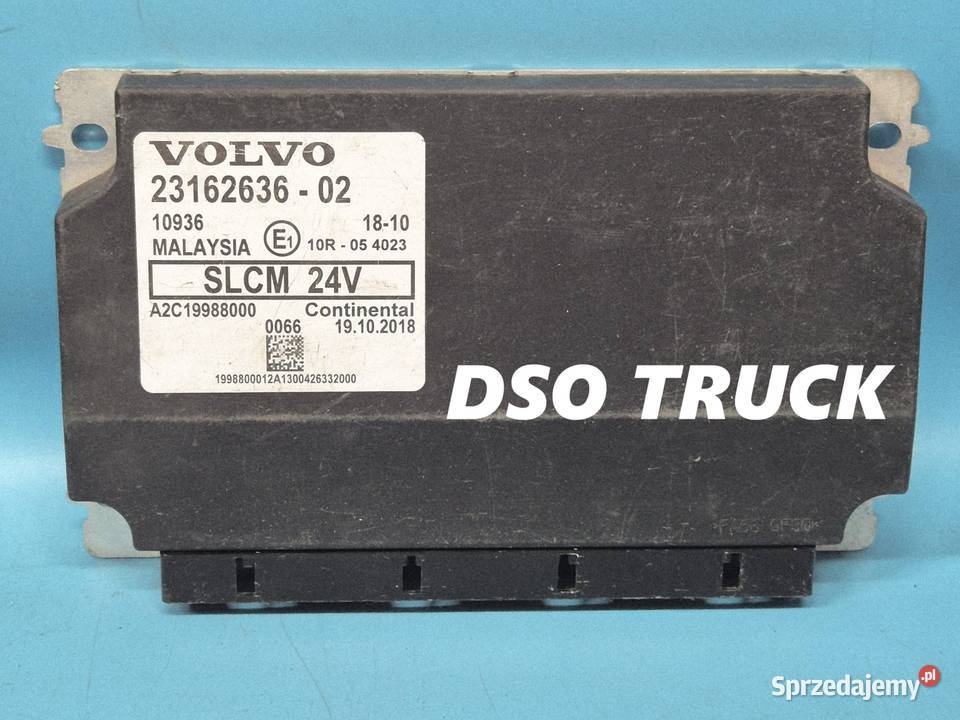 VOLVO
23162636 - 02
10936 18-10
MALAYSIA E1 10R - 05 4023
SLCM 24V
A2C19988000 Continental
0066 19.10.2018
1998800012A1300426332000
DSO TRUCK
Sprzedajemy.pl